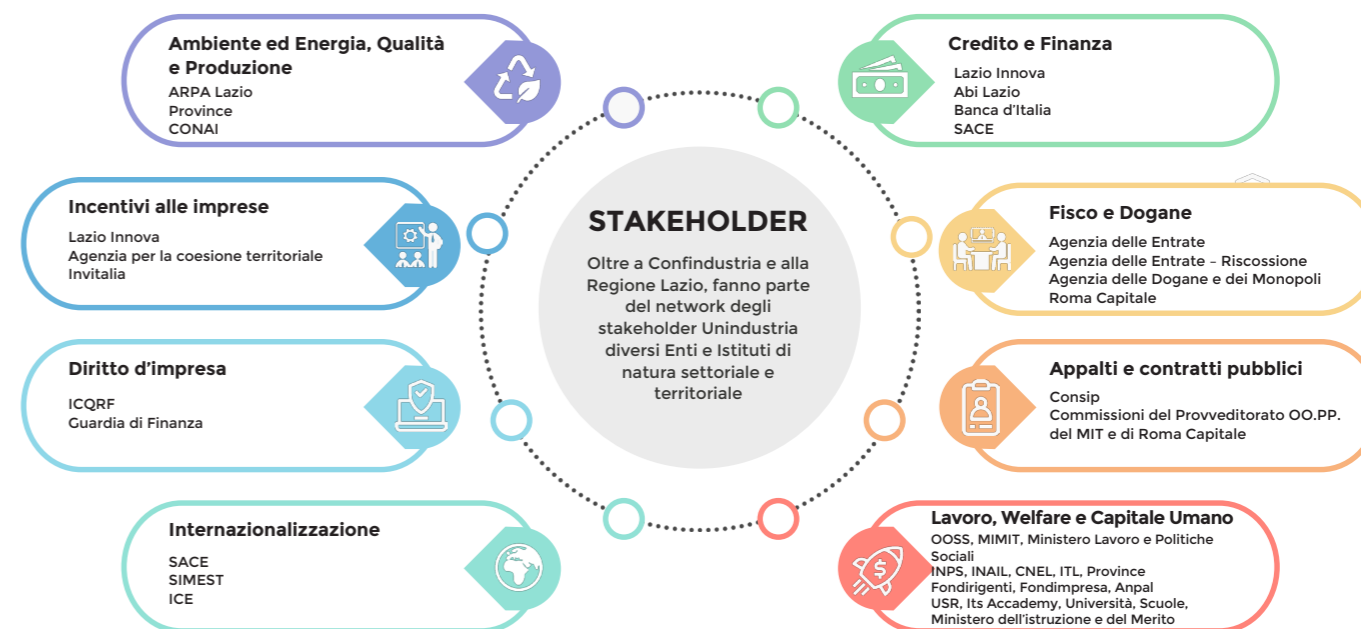 Ambiente ed Energia, Qualità
e Produzione
ARPA Lazio
Province
CONAI
Incentivi alle imprese
Lazio Innova
Agenzia per la coesione territoriale
Invitalia
Diritto d'impresa
ICQRF
Guardia di Finanza
Internazionalizzazione
SACE
SIMEST
ICE
STAKEHOLDER
Oltre a Confindustria e alla
Regione Lazio, fanno parte
del network degli
stakeholder Unindustria
diversi Enti e Istituti di
natura settoriale e
territoriale
Credito e Finanza
Lazio Innova
Abi Lazio
Banca d'Italia
SACE
Fisco e Dogane
Agenzia delle Entrate
Agenzia delle Entrate – Riscossione
Agenzia delle Dogane e dei Monopoli
Roma Capitale
Appalti e contratti pubblici
Consip
Commissioni del Provveditorato OO.PP.
del MIT e di Roma Capitale
Lavoro, Welfare e Capitale Umano
OOSS, MIMIT, Ministero Lavoro e Politiche
Sociali
INPS, INAIL, CNEL, ITL, Province
Fondirigenti, Fondimpresa, Anpal
USR, Its Accademy, Università, Scuole,
Ministero dell'istruzione e del Merito
$